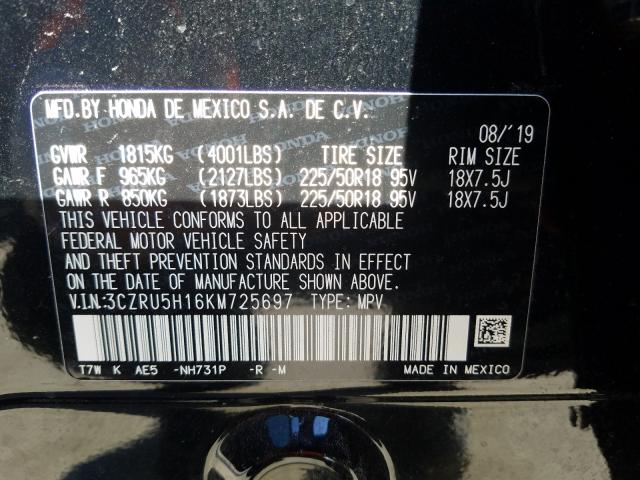 MFD. BY HONDA DE MEXICO S.A. DE C.V.
08/'19
GVWR 1815KG (4001LBS) TIRE SIZE RIM SIZE
GAWR F 965KG (2127LBS) 225/50R18 95V 18X7.5J
GAWR R 850KG (1873LBS) 225/50R18 95V 18X7.5J
THIS VEHICLE CONFORMS TO ALL APPLICABLE
FEDERAL MOTOR VEHICLE SAFETY
AND THEFT PREVENTION STANDARDS IN EFFECT
ON THE DATE OF MANUFACTURE SHOWN ABOVE.
V.I.N:3CZRU5H16KM725697 TYPE: MPV
T7W K AE5 -NH731P -R -M MADE IN MEXICO